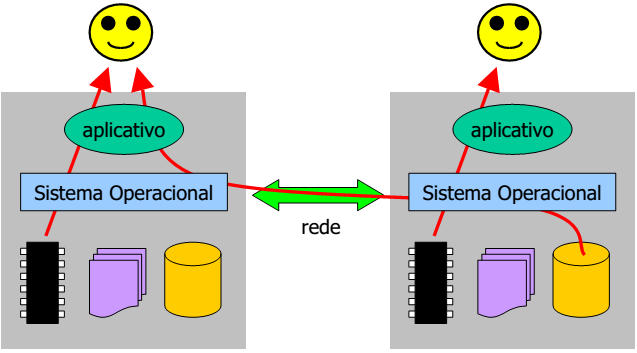 aplicativo
aplicativo
Sistema Operacional
Sistema Operacional
rede